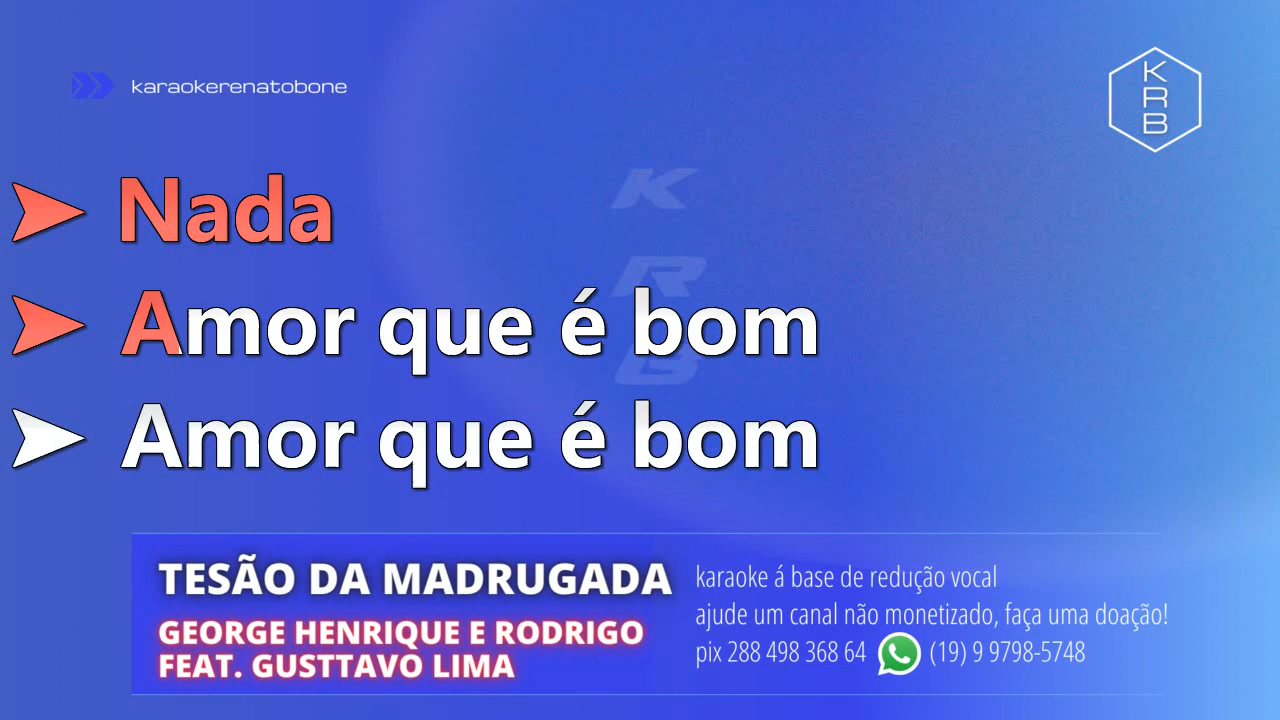 karaokerenatobone
K
R
B
Nada
Amor que é bom
Amor que é bom
K
R
B
TESÃO DA MADRUGADA
GEORGE HENRIQUE E RODRIGO
FEAT. GUSTTAVO LIMA
karaoke á base de redução vocal
ajude um canal não monetizado, faça uma doação!
pix 288 498 368 64 (19) 9 9798-5748